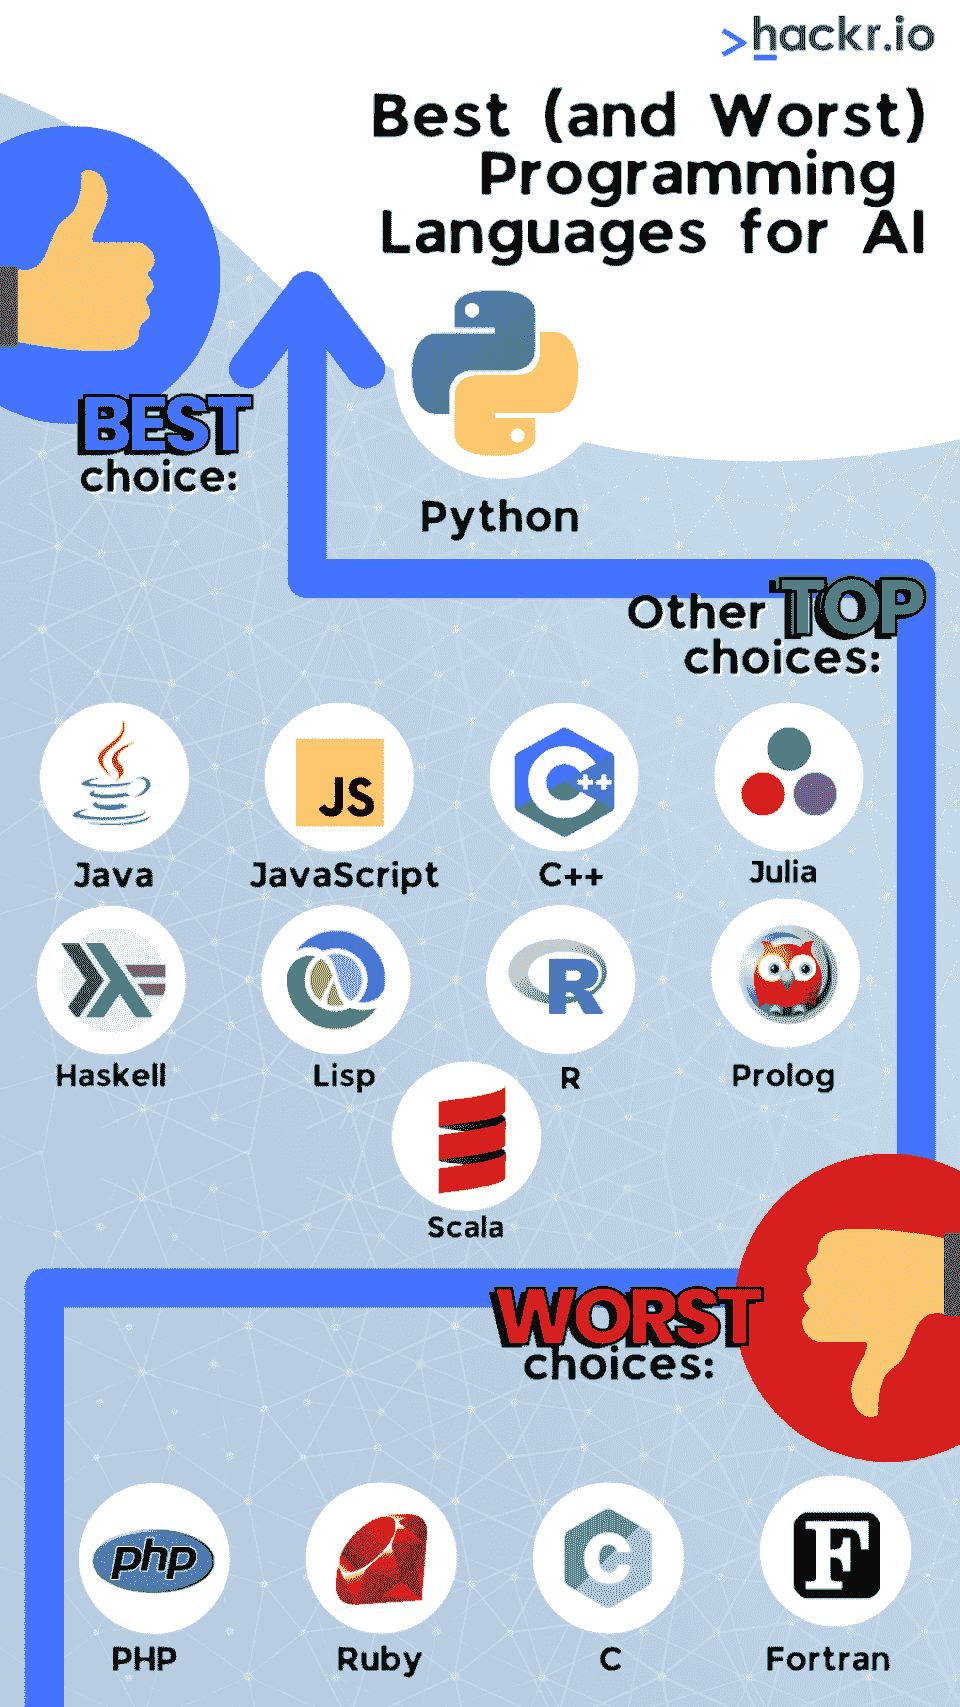 >hackr.io
Best (and Worst)
Programming
Languages for AI
BEST
choice:
Python
Other TOP
choices:
JS
C++
Java
JavaScript
C++
Julia
R
Haskell
Lisp
R
Prolog
Scala
WORST
choices:
php
C
F
PHP
Ruby
C
Fortran